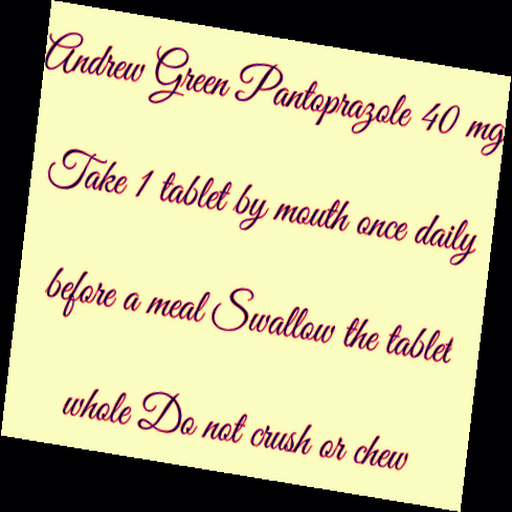 Andrew Green Pantoprazole 40 mg
Take 1 tablet by mouth once daily
before a meal Swallow the tablet
whole Do not crush or chew